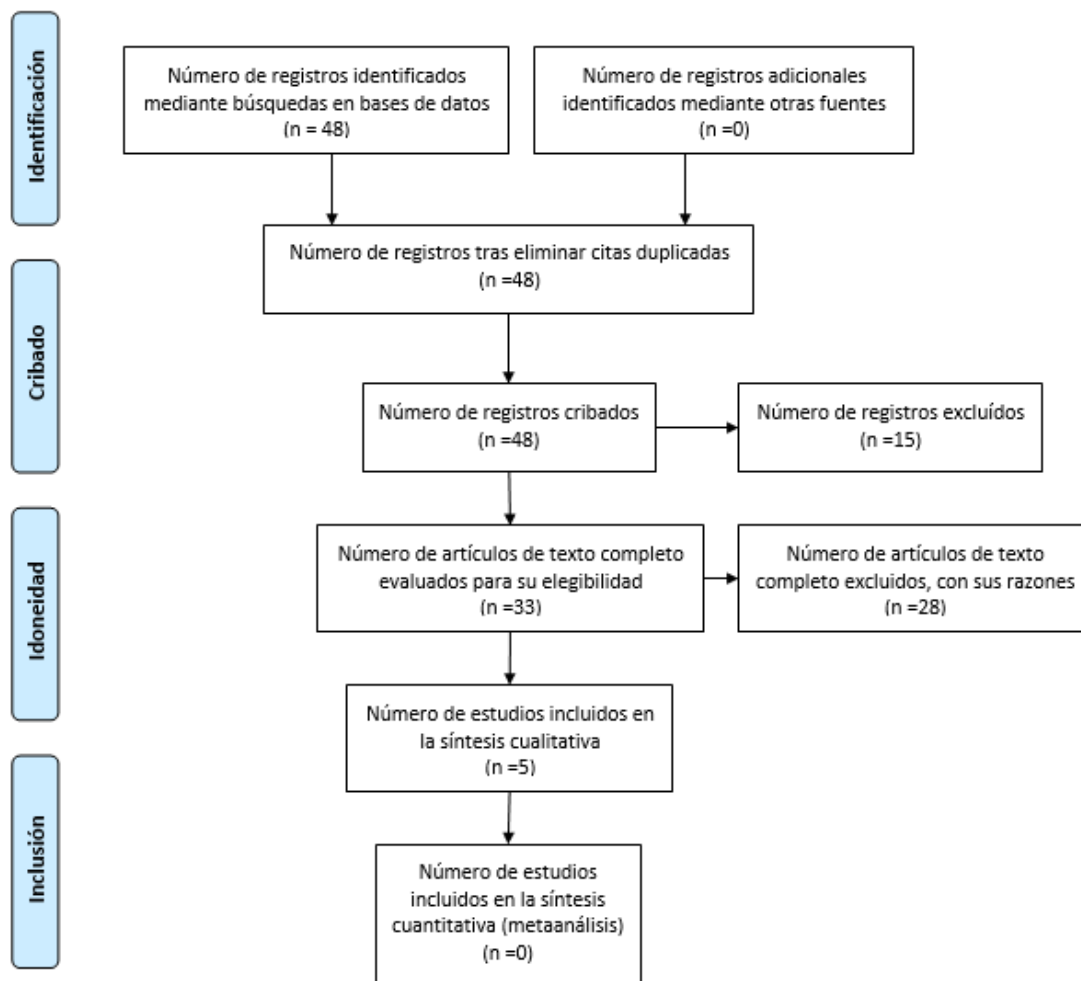 Identificación
Número de registros identificados
mediante búsquedas en bases de datos
(n = 48)
Número de registros adicionales
identificados mediante otras fuentes
(n =0)
Número de registros tras eliminar citas duplicadas
(n =48)
Cribado
Número de registros cribados
(n =48)
Número de registros excluídos
(n =15)
Idoneidad
Número de artículos de texto completo
evaluados para su elegibilidad
(n =33)
Número de artículos de texto
completo excluidos, con sus razones
(n =28)
Número de estudios incluidos en
la síntesis cualitativa
(n =5)
Inclusión
Número de estudios
incluidos en la síntesis
cuantitativa (metaanálisis)
(n =0)